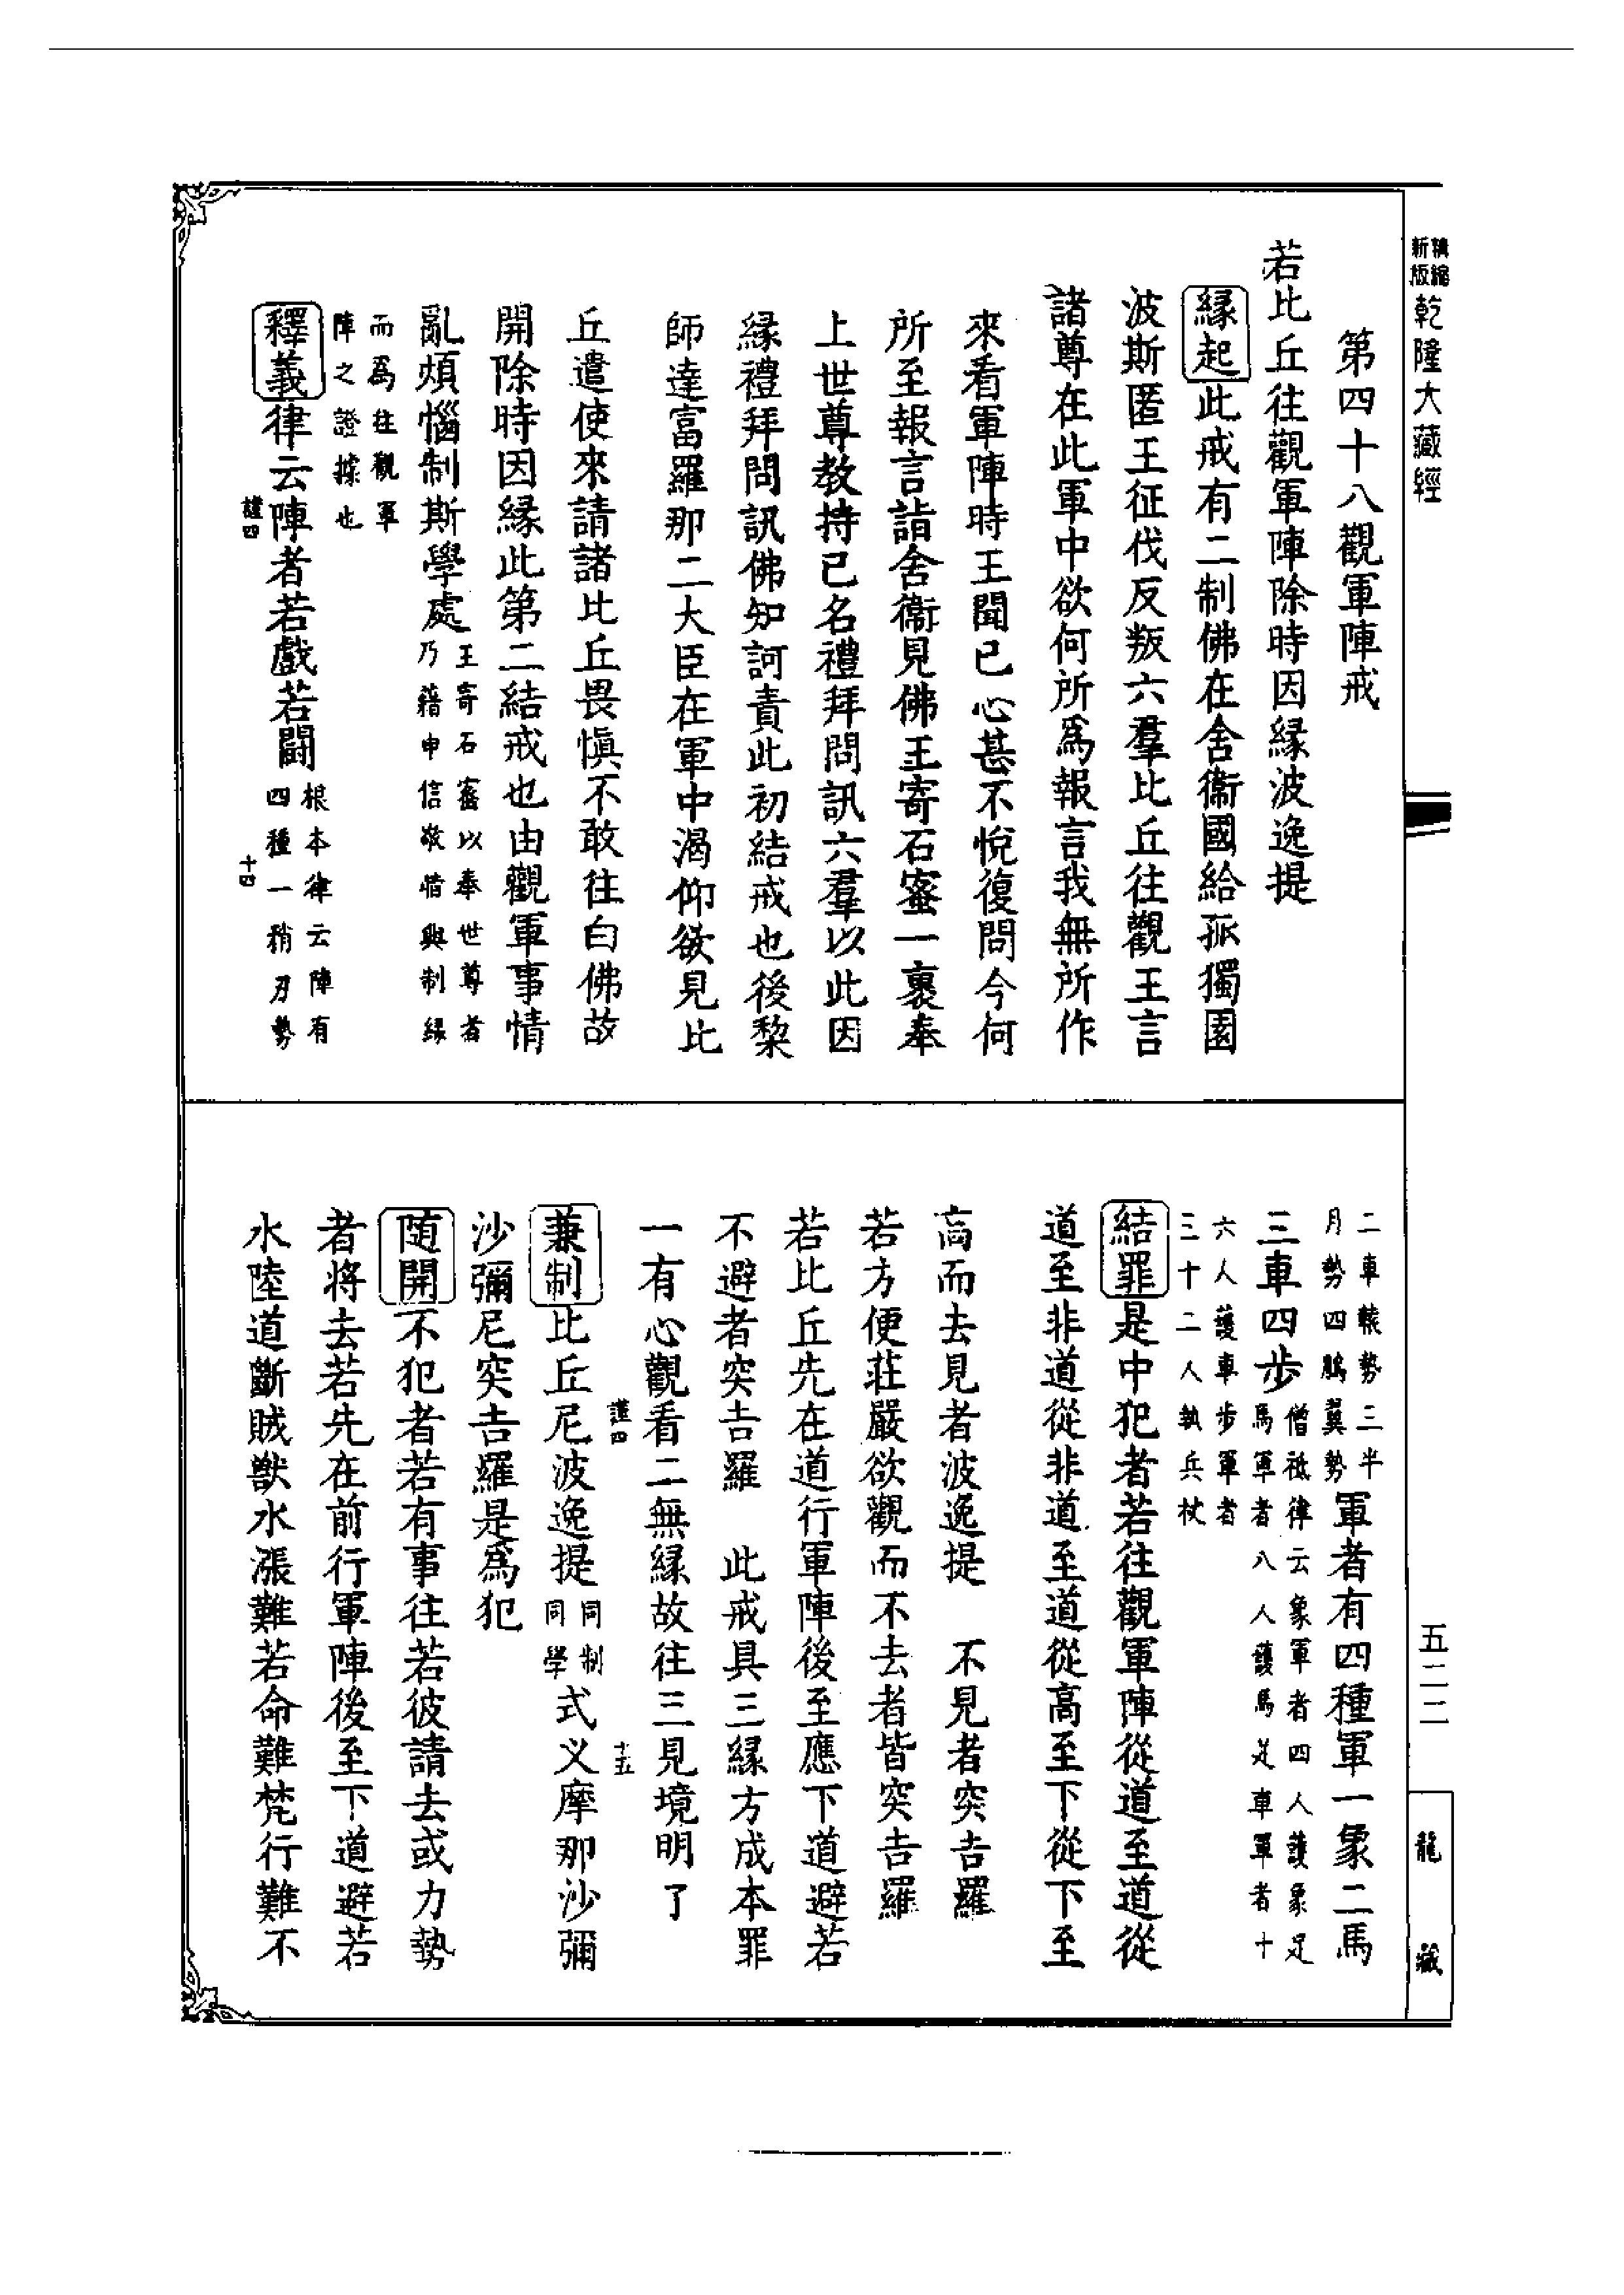 精縮新版乾隆大藏經
第四十八觀軍陣戒
若比丘往觀軍陣除時因緣波逸提
緣起此戒有二制佛在舍衞國給孤獨園
波斯匿王征伐反叛六羣比丘往觀王言
諸尊在此軍中欲何所爲報言我無所作
來看軍陣時王聞已心甚不悅復問今何
所至報言詣舍衞見佛王寄石蜜一裹奉
上世尊教持已名禮拜問訊六羣以此因
緣禮拜問訊佛知訶責此初結戒也後棃
師達富羅那二大臣在軍中渴仰欲見比
丘遣使來請諸比丘畏愼不敢往白佛故
開除時因緣此第二結戒也由觀軍事情
亂煩惱制斯學處王寄石蜜以奉世尊者乃藉申信敬惜與制緣
而爲往觀軍陣之證據也
釋義律云陣者若戲若鬪根本律云陣有四種一矟刃勢
護四
十四
二車轅勢三半月勢四鵬翼勢軍者有四種軍一象二馬
三車四步僧祇律云象軍者四人護象足馬軍者八人護馬足車軍者十
六人護車步軍者三十二人執兵杖
結罪是中犯者若往觀軍陣從道至道從
道至非道從非道至道從高至下從下至
高而去見者波逸提　不見者突吉羅
若方便莊嚴欲觀而不去者皆突吉羅
若比丘先在道行軍陣後至應下道避若
不避者突吉羅　此戒具三緣方成本罪
一有心觀看二無緣故往三見境明了
護四
十五
兼制比丘尼波逸提同制同學式义摩那沙彌
沙彌尼突吉羅是爲犯
随開不犯者若有事往若彼請去或力勢
者將去若先在前行軍陣後至下道避若
水陸道斷賊獸水漲難若命難梵行難不
五二二
龍藏